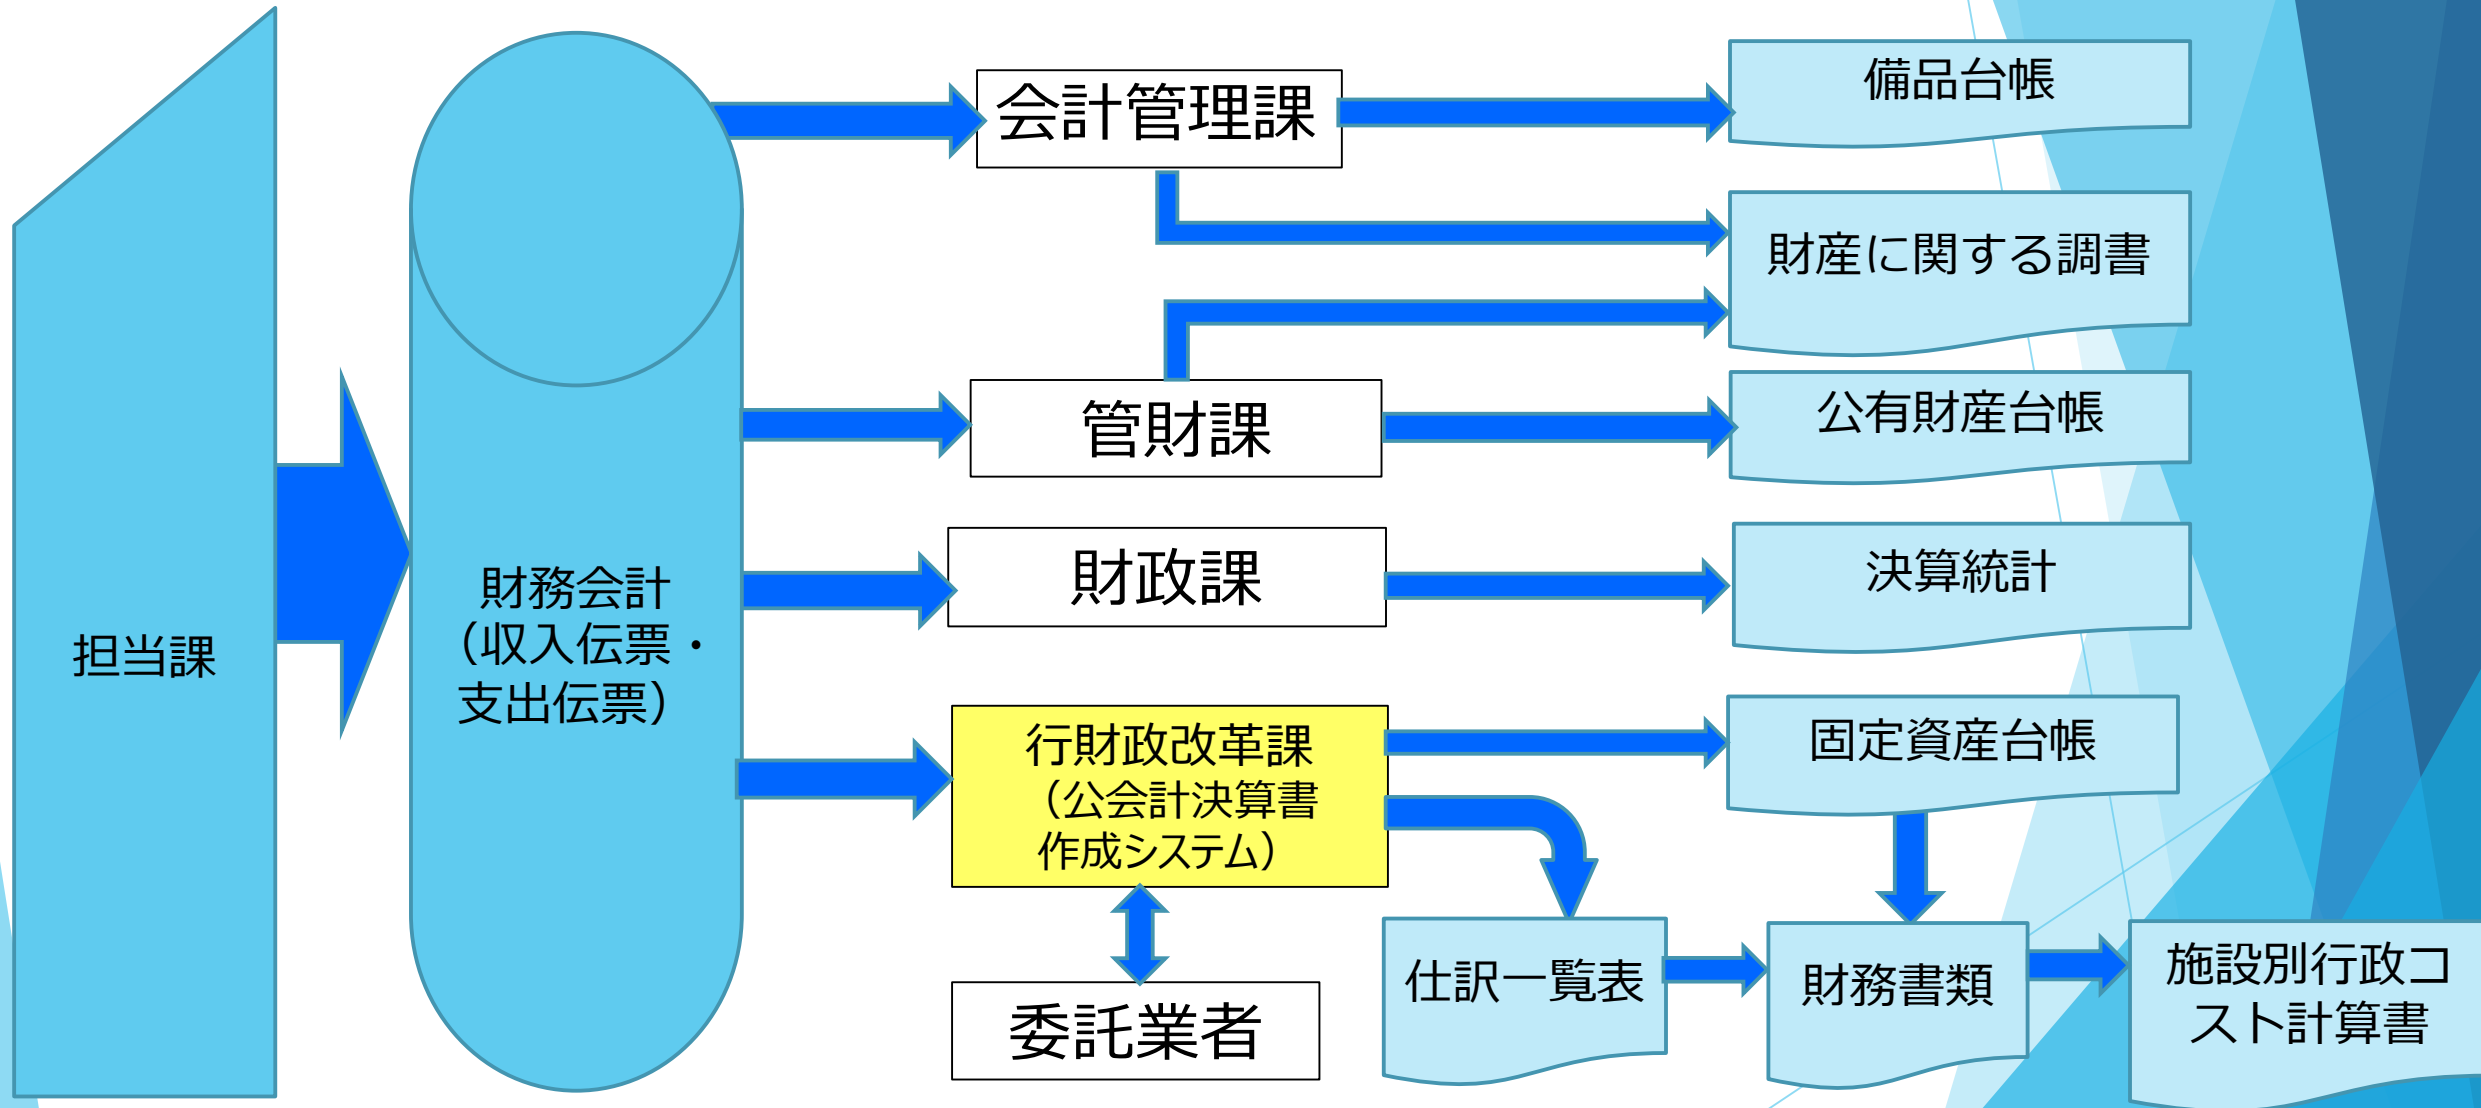 担当課
財務会計
（収入伝票・
支出伝票）
会計管理課
管財課
財政課
行財政改革課
（公会計決算書
作成システム）
委託業者
備品台帳
財産に関する調書
公有財産台帳
決算統計
固定資産台帳
仕訳一覧表
財務書類
施設別行政コ
スト計算書